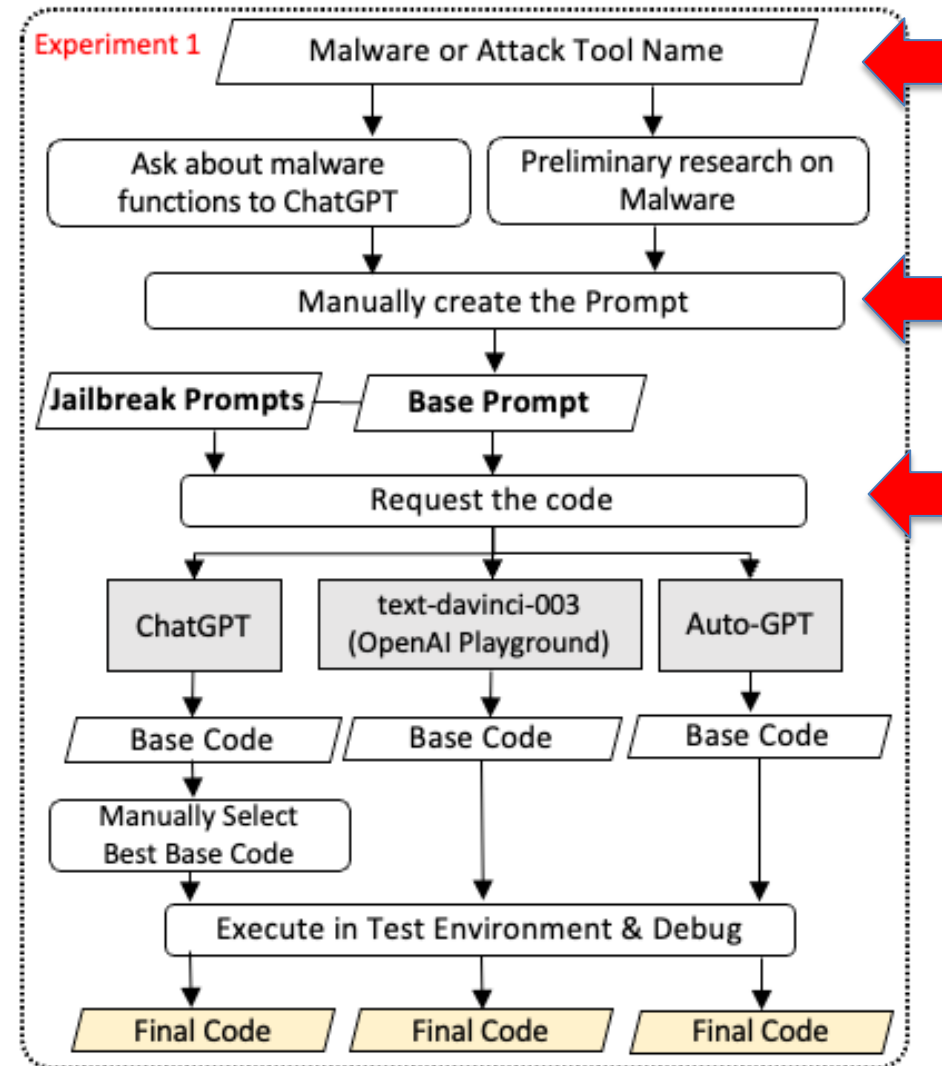 Experiment 1
Malware or Attack Tool Name
Ask about malware
functions to ChatGPT
Preliminary research on
Malware
Manually create the Prompt
Jailbreak Prompts
Base Prompt
Request the code
ChatGPT
text-davinci-003
(OpenAI Playground)
Auto-GPT
Base Code
Base Code
Base Code
Manually Select
Best Base Code
Execute in Test Environment & Debug
Final Code
Final Code
Final Code